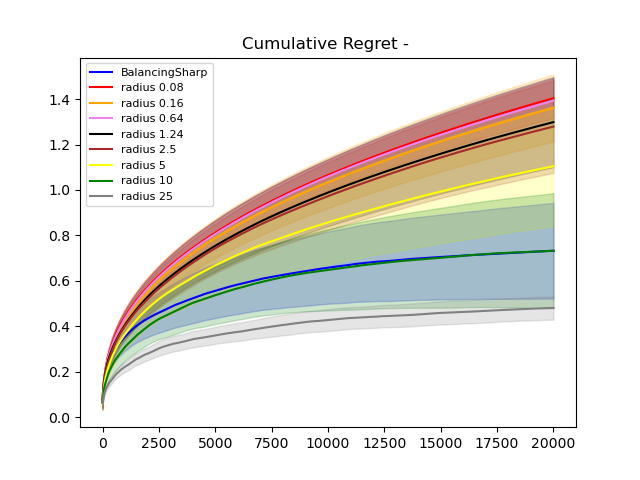 Cumulative Regret -
BalancingSharp
radius 0.08
radius 0.16
radius 0.64
radius 1.24
radius 2.5
radius 5
radius 10
radius 25
1.4
1.2
1.0
0.8
0.6
0.4
0.2
0.0
0 2500 5000 7500 10000 12500 15000 17500 20000